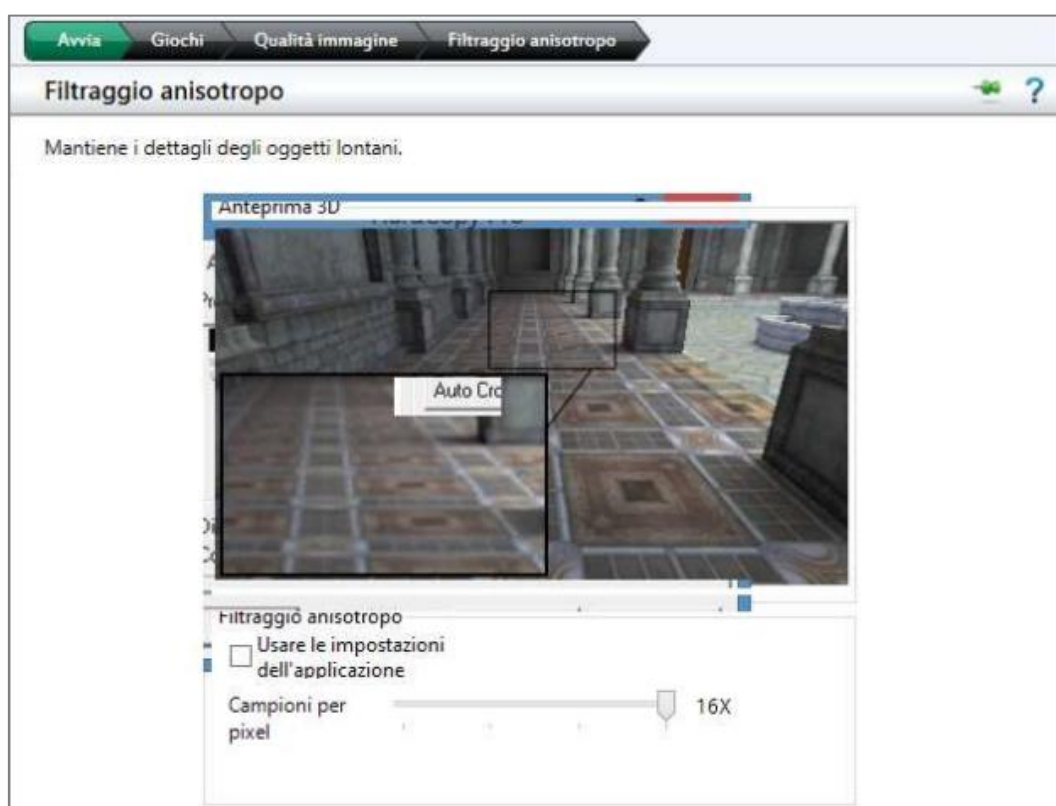 Avvia Giochi Qualità immagine Filtraggio anisotropo
Filtraggio anisotropo
?
Mantiene i dettagli degli oggetti lontani.
Anteprima 3D
Auto Cro
Filtraggio anisotropo
Usare le impostazioni
dell'applicazione
Campioni per
pixel
16X